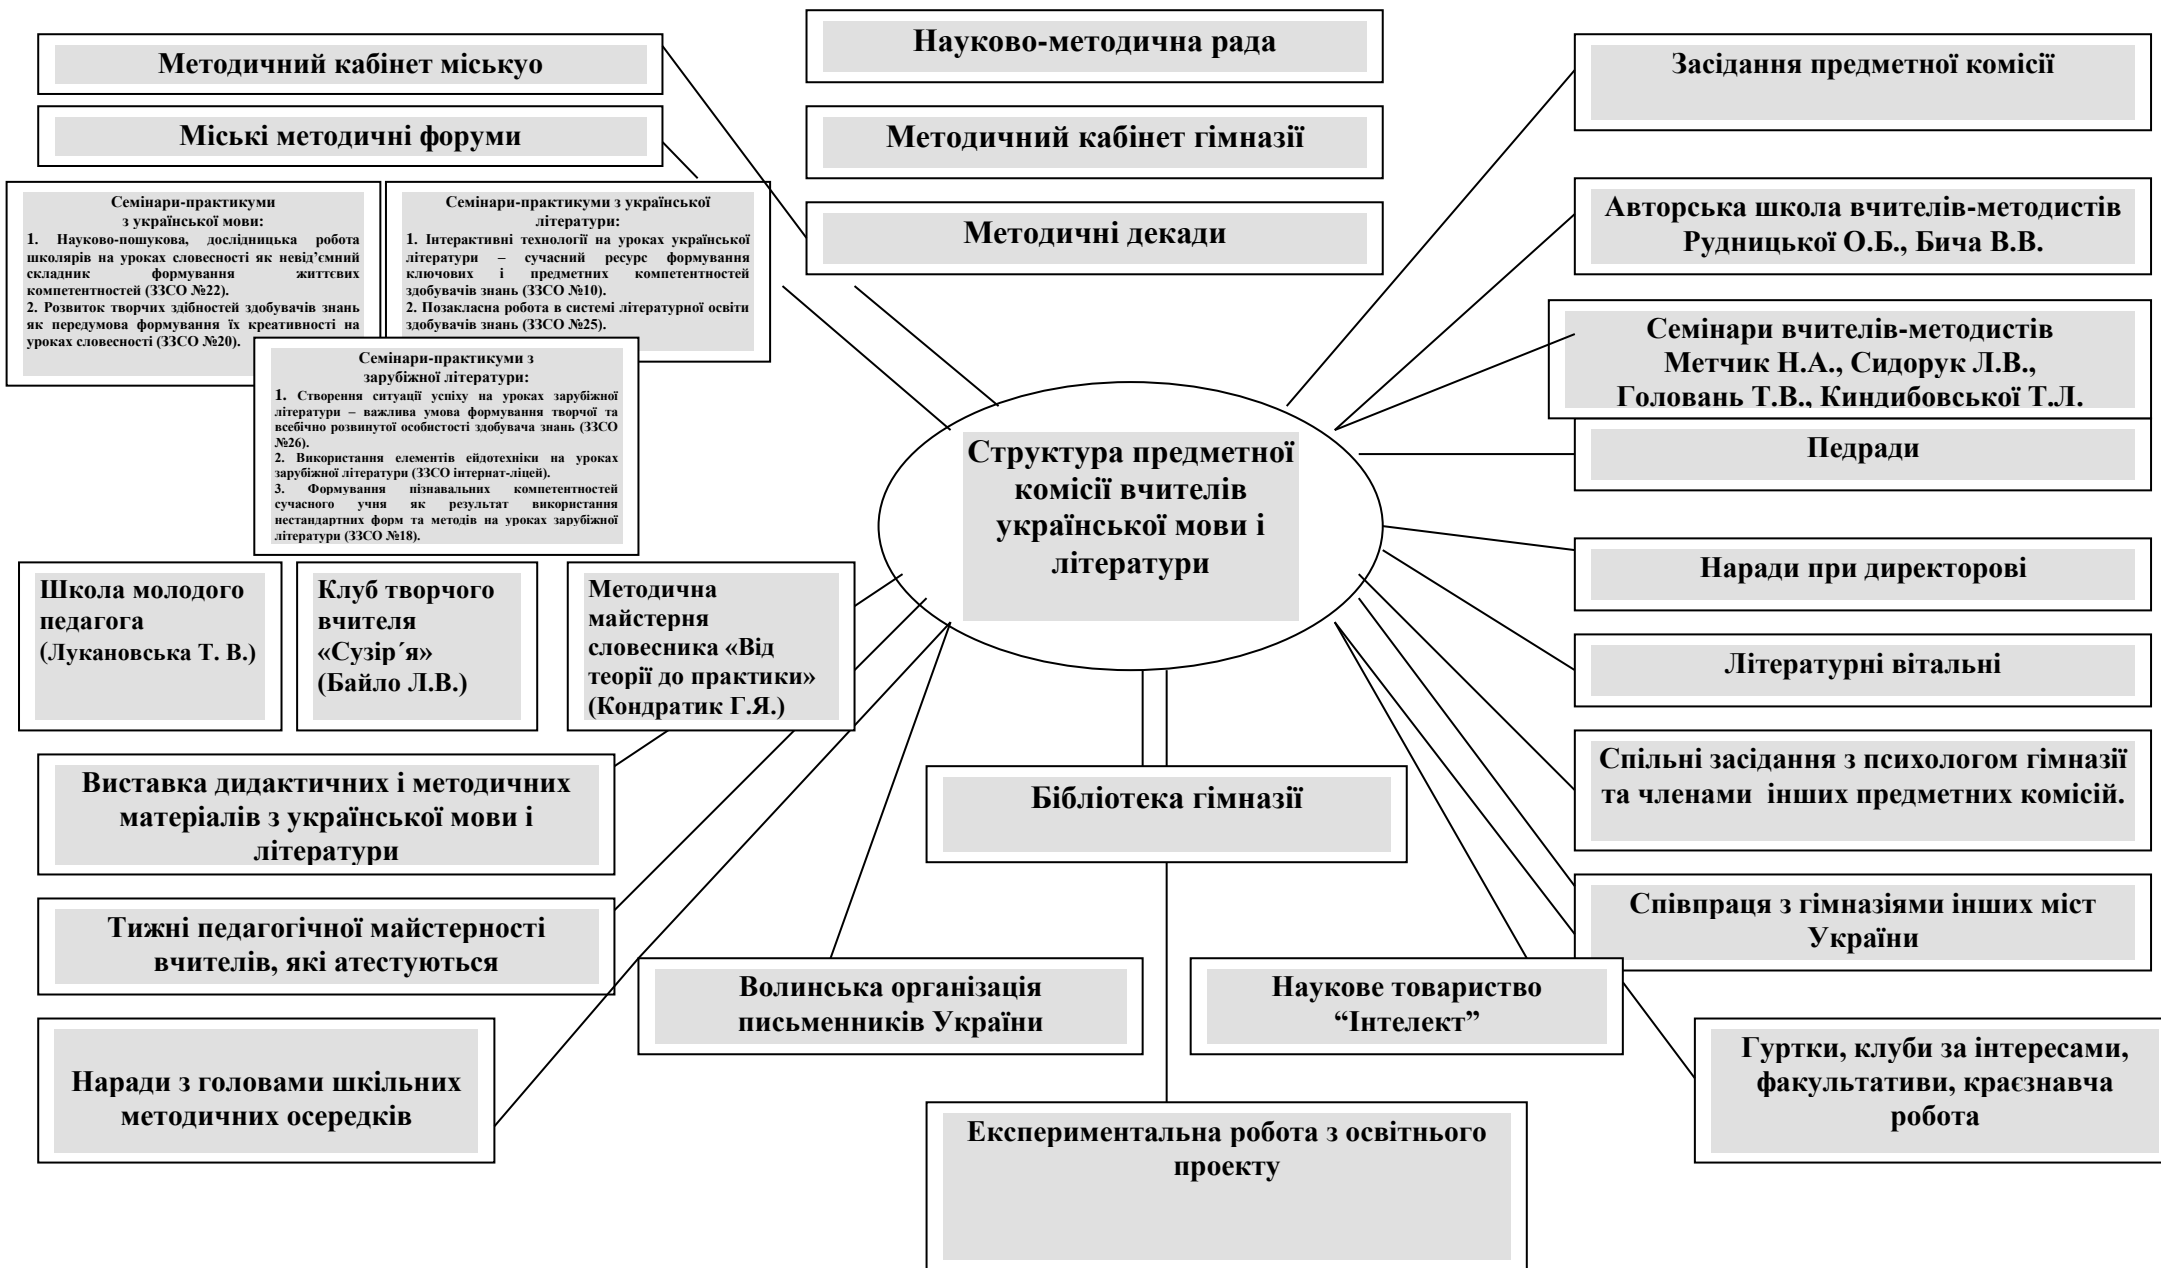 Методичний кабінет міськуо
Міські методичні форуми
Семінари-практикуми
з української мови:
1. Науково-пошукова, дослідницька робота
школярів на уроках словесності як невід’ємний
складник формування життєвих
компетентностей (ЗЗСО №22).
2. Розвиток творчих здібностей здобувачів знань
як передумова формування їх креативності на
уроках словесності (ЗЗСО №20).
Семінари-практикуми з української
літератури:
1. Інтерактивні технології на уроках української
літератури – сучасний ресурс формування
ключових і предметних компетентностей
здобувачів знань (ЗЗСО №10).
2. Позакласна робота в системі літературної освіти
здобувачів знань (ЗЗСО №25).
Семінари-практикуми з
зарубіжної літератури:
1. Створення ситуації успіху на уроках зарубіжної
літератури – важлива умова формування творчої та
всебічно розвинутої особистості здобувача знань (ЗЗСО
№26).
2. Використання елементів ейдотехніки на уроках
зарубіжної літератури (ЗЗСО інтернат-ліцей).
3. Формування пізнавальних компетентностей
сучасного учня як результат використання
нестандартних форм та методів на уроках зарубіжної
літератури (ЗЗСО №18).
Науково-методична рада
Методичний кабінет гімназії
Методичні декади
Засідання предметної комісії
Авторська школа вчителів-методистів
Рудницької О.Б., Бича В.В.
Семінари вчителів-методистів
Метчик Н.А., Сидорук Л.В.,
Головань Т.В., Киндибовської Т.Л.
Педради
Структура предметної
комісії вчителів
української мови і
літератури
Наради при директорові
Літературні вітальні
Спільні засідання з психологом гімназії
та членами інших предметних комісій.
Співпраця з гімназіями інших міст
України
Школа молодого
педагога
(Лукановська Т. В.)
Клуб творчого
вчителя
«Сузір´я»
(Байло Л.В.)
Методична
майстерня
словесника «Від
теорії до практики»
(Кондратик Г.Я.)
Виставка дидактичних і методичних
матеріалів з української мови і
літератури
Тижні педагогічної майстерності
вчителів, які атестуються
Наради з головами шкільних
методичних осередків
Бібліотека гімназії
Волинська організація
письменників України
Наукове товариство
“Інтелект”
Гуртки, клуби за інтересами,
факультативи, краєзнавча
робота
Експериментальна робота з освітнього
проекту